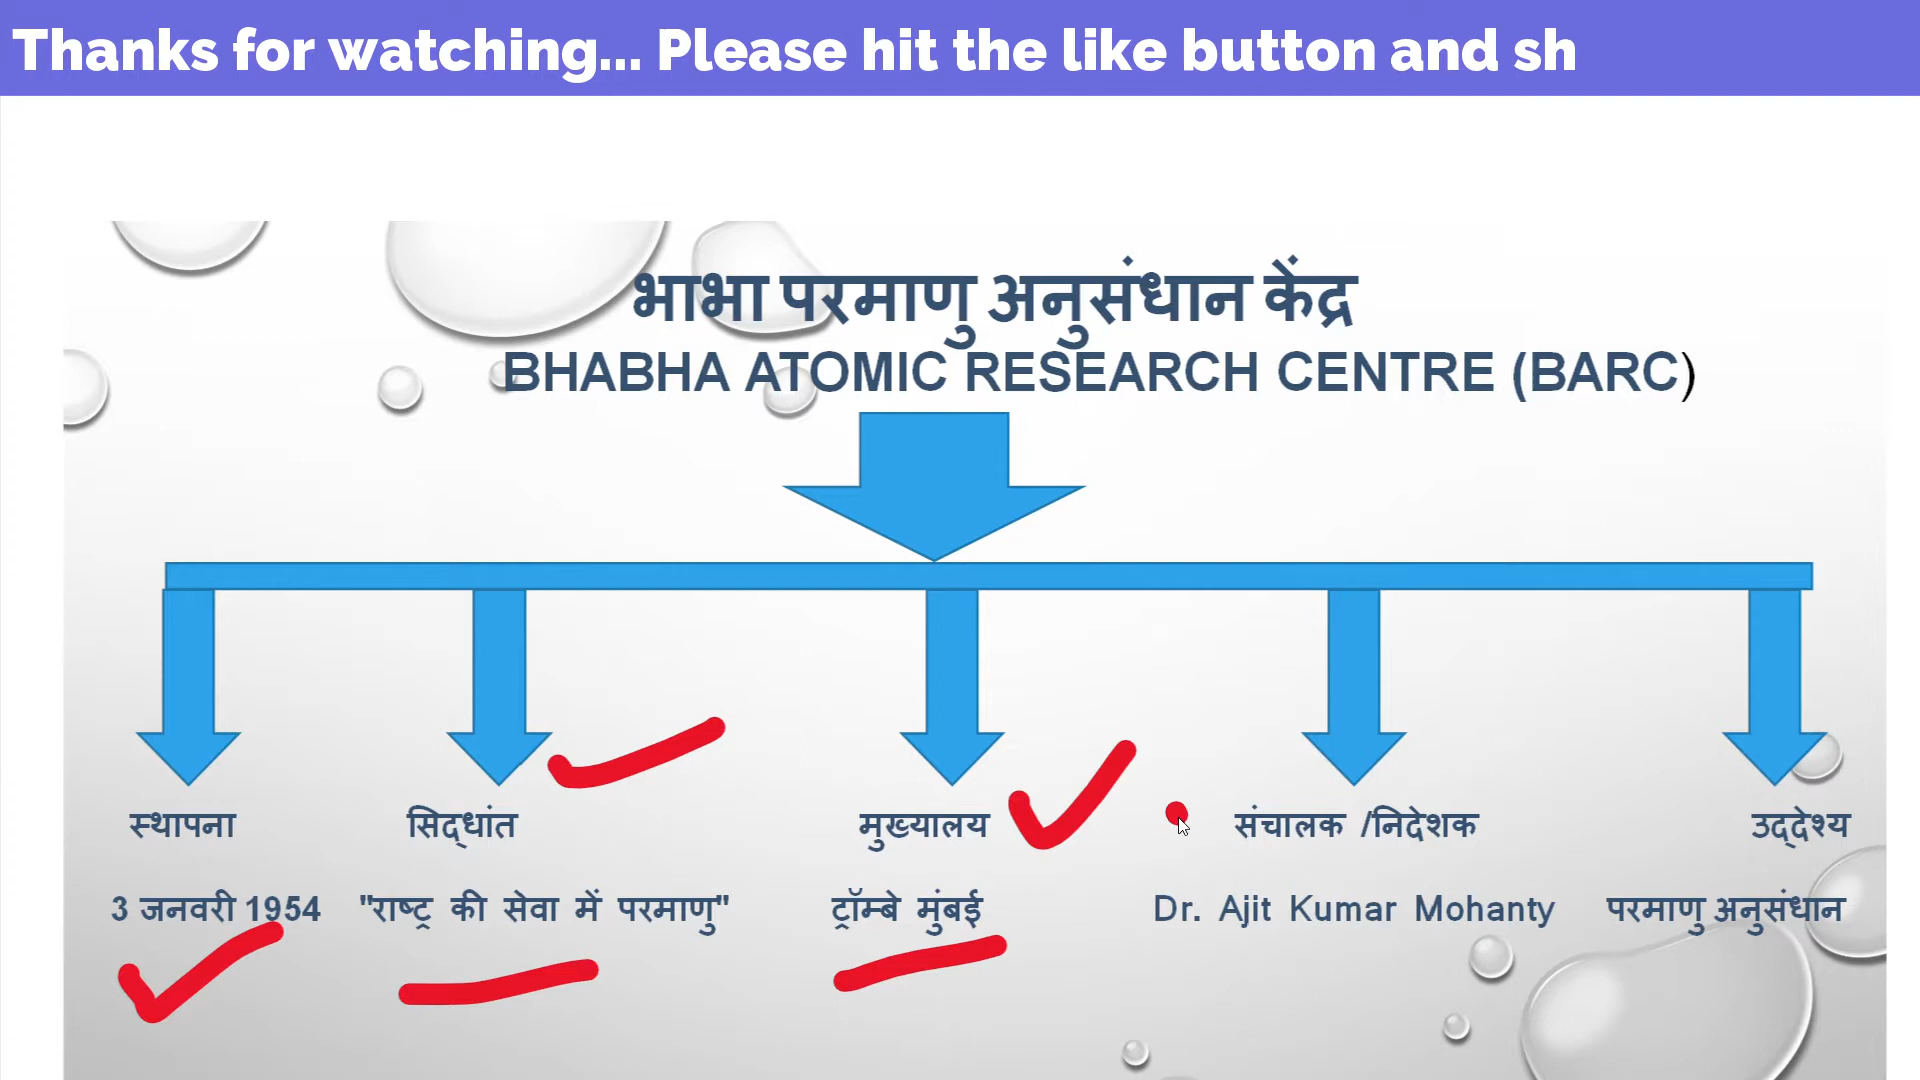 Thanks for watching... Please hit the like button and sh
भाभा परमाणु अनुसंधान केंद्र
BHABHA ATOMIC RESEARCH CENTRE (BARC)
स्थापना सिद्धांत मुख्यालय संचालक /निदेशक उद्देश्य
3 जनवरी 1954 "राष्ट्र की सेवा में परमाणु" ट्रॉम्बे मुंबई Dr. Ajit Kumar Mohanty परमाणु अनुसंधान